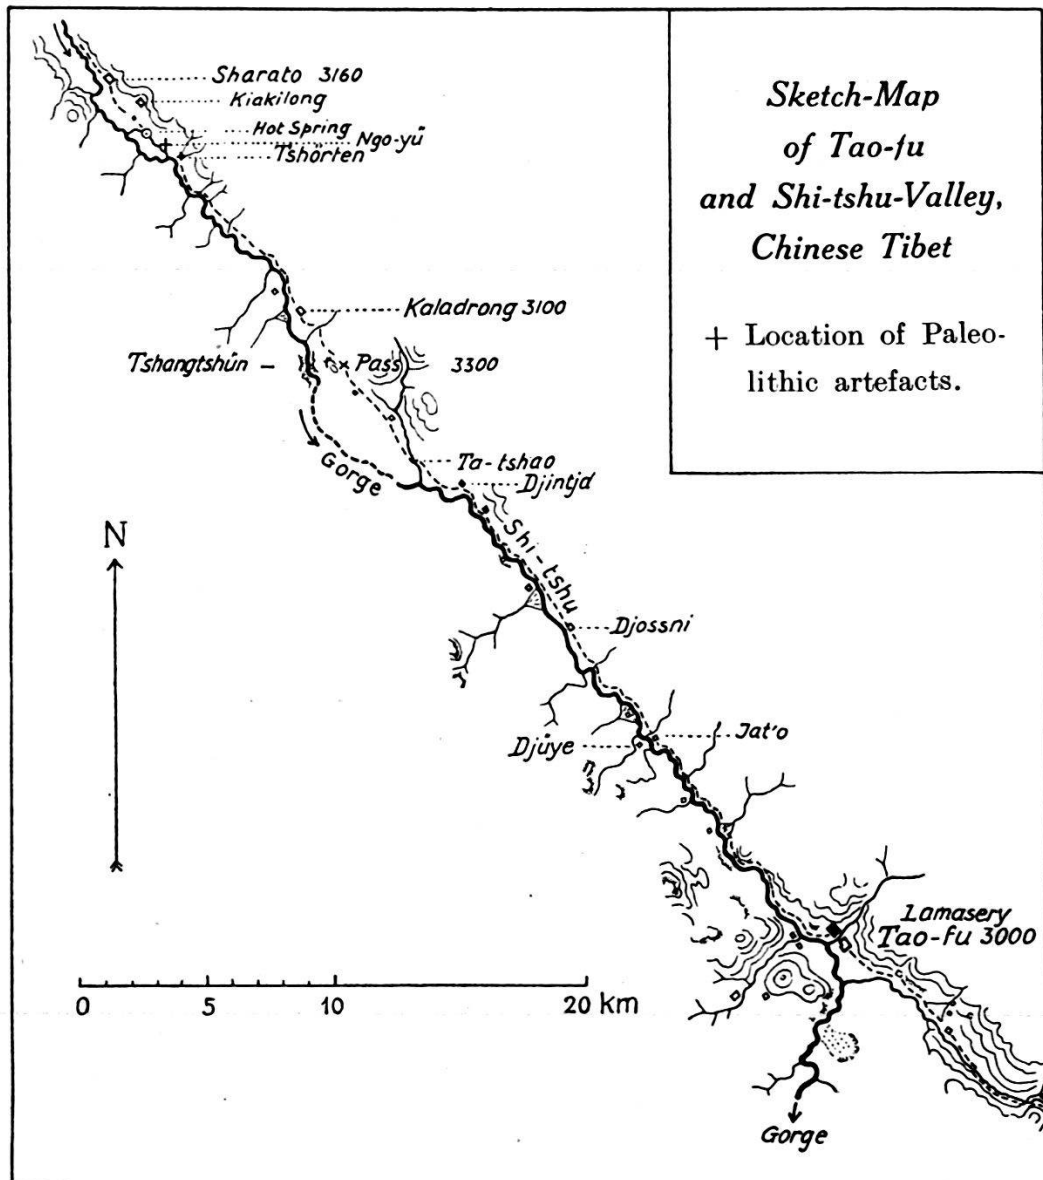 Sketch-Map
of Tao-fu
and Shi-tshu-Valley,
Chinese Tibet
+ Location of Paleo-
lithic artefacts.
Sharato 3160
Kiakilong
Hot Spring
Ngo-yü
Tshörten
Kaladrong 3100
Tshangtshün
Pass 3300
Gorge
Ta-tshao
Djintjd
Shi-tshu
N
Djossni
Jat'o
Djüye
Lamasery
Tao-fu 3000
0 5 10 20 km
Gorge